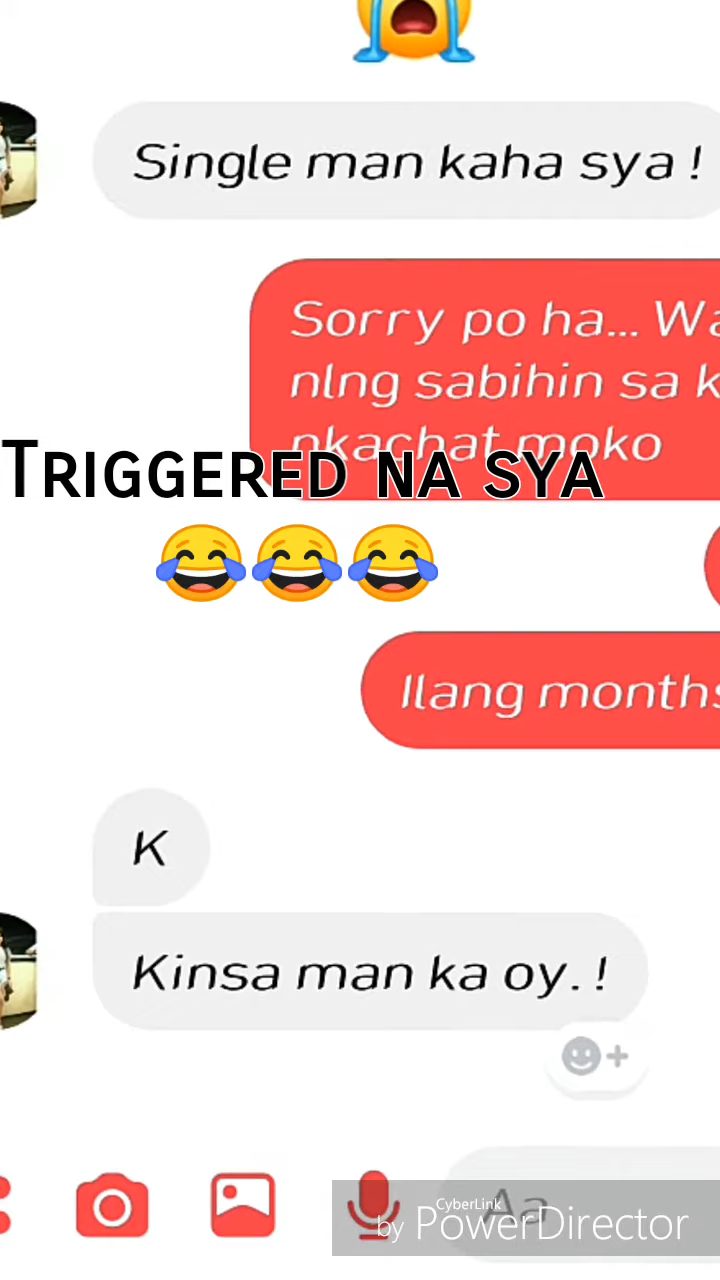 Single man kaha sya !
Sorry po ha...
nlng sabihin sa
nkachat moko
Triggered na sya
Ilang months
K
Kinsa man ka oy. !
Aa
CyberLink
by PowerDirector